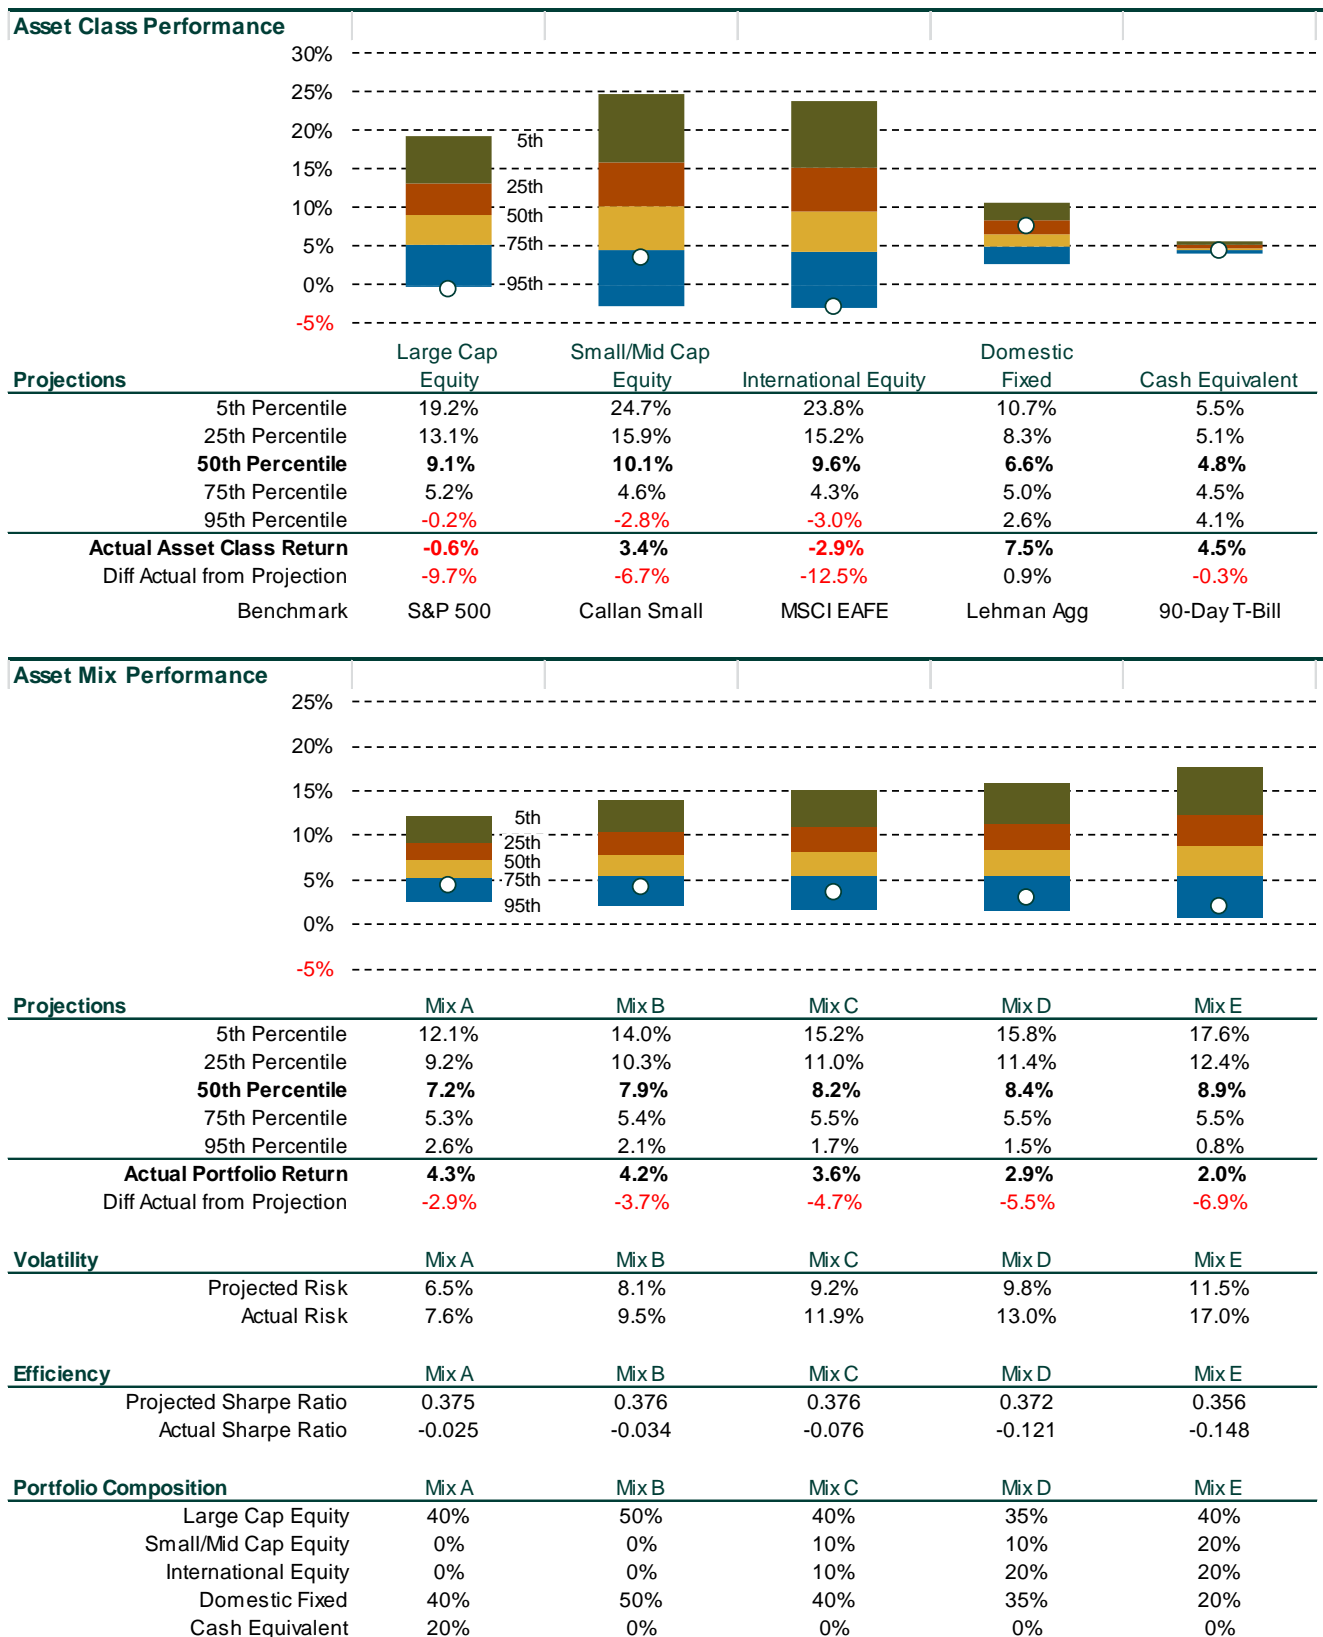 Asset Class Performance
30%
25%
20%
15%
10%
5%
0%
-5%
5th
25th
50th
75th
95th
Projections Large Cap Equity Small/Mid Cap Equity International Equity Domestic Fixed Cash Equivalent
5th Percentile 19.2% 24.7% 23.8% 10.7% 5.5%
25th Percentile 13.1% 15.9% 15.2% 8.3% 5.1%
50th Percentile 9.1% 10.1% 9.6% 6.6% 4.8%
75th Percentile 5.2% 4.6% 4.3% 5.0% 4.5%
95th Percentile -0.2% -2.8% -3.0% 2.6% 4.1%
Actual Asset Class Return -0.6% 3.4% -2.9% 7.5% 4.5%
Diff Actual from Projection -9.7% -6.7% -12.5% 0.9% -0.3%
Benchmark S&P 500 Callan Small MSCI EAFE Lehman Agg 90-Day T-Bill
Asset Mix Performance
25%
20%
15%
10%
5%
0%
-5%
5th
25th
50th
75th
95th
Projections Mix A Mix B Mix C Mix D Mix E
5th Percentile 12.1% 14.0% 15.2% 15.8% 17.6%
25th Percentile 9.2% 10.3% 11.0% 11.4% 12.4%
50th Percentile 7.2% 7.9% 8.2% 8.4% 8.9%
75th Percentile 5.3% 5.4% 5.5% 5.5% 5.5%
95th Percentile 2.6% 2.1% 1.7% 1.5% 0.8%
Actual Portfolio Return 4.3% 4.2% 3.6% 2.9% 2.0%
Diff Actual from Projection -2.9% -3.7% -4.7% -5.5% -6.9%
Volatility Mix A Mix B Mix C Mix D Mix E
Projected Risk 6.5% 8.1% 9.2% 9.8% 11.5%
Actual Risk 7.6% 9.5% 11.9% 13.0% 17.0%
Efficiency Mix A Mix B Mix C Mix D Mix E
Projected Sharpe Ratio 0.375 0.376 0.376 0.372 0.356
Actual Sharpe Ratio -0.025 -0.034 -0.076 -0.121 -0.148
Portfolio Composition Mix A Mix B Mix C Mix D Mix E
Large Cap Equity 40% 50% 40% 35% 40%
Small/Mid Cap Equity 0% 0% 10% 10% 20%
International Equity 0% 0% 10% 20% 20%
Domestic Fixed 40% 50% 40% 35% 20%
Cash Equivalent 20% 0% 0% 0% 0%